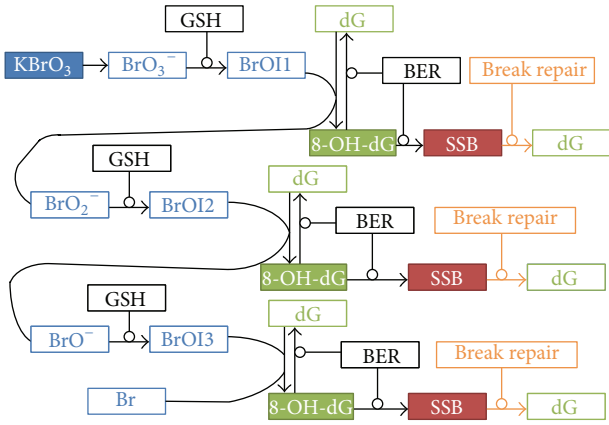 GSH
dG
KBrO₃
BrO₃⁻
BrOI1
BER
Break repair
8-OH-dG
SSB
dG
GSH
dG
BrO₂⁻
BrOI2
BER
Break repair
8-OH-dG
SSB
dG
GSH
dG
BrO⁻
BrOI3
BER
Break repair
Br
8-OH-dG
SSB
dG